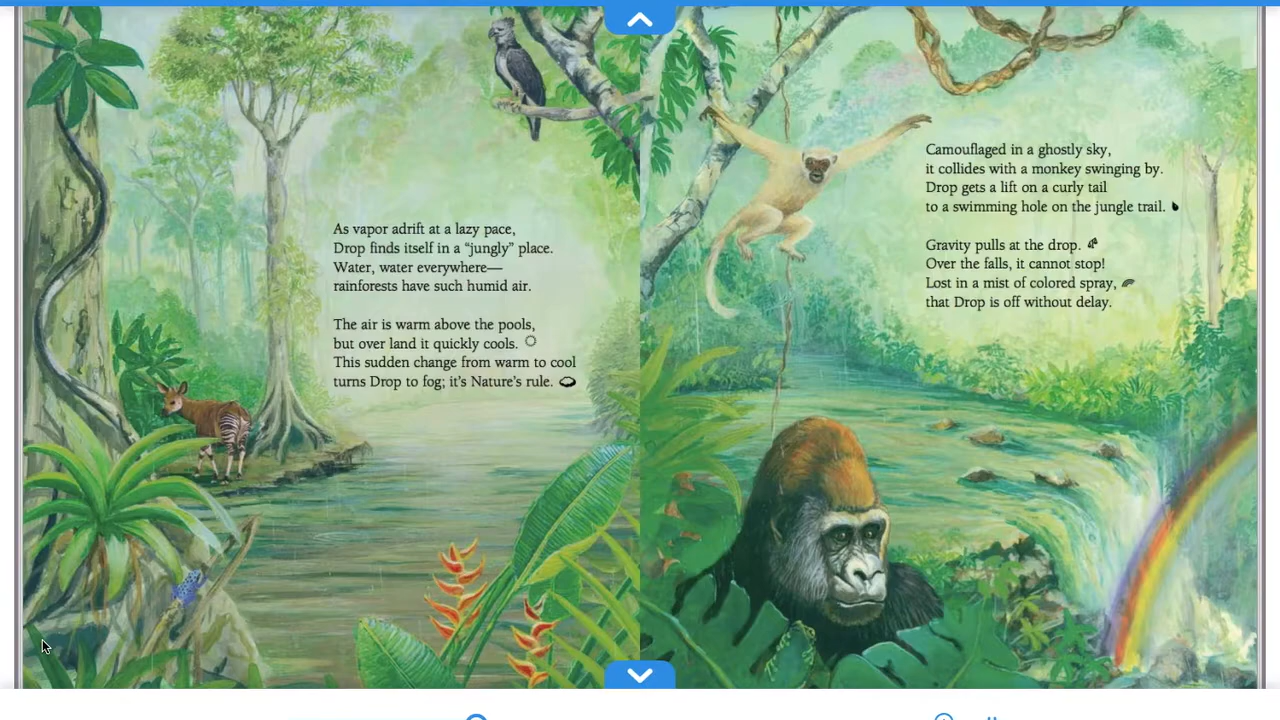 As vapor adrift at a lazy pace,
Drop finds itself in a “jungly” place.
Water, water everywhere—
rainforests have such humid air.
The air is warm above the pools,
but over land it quickly cools.
This sudden change from warm to cool
turns Drop to fog; it’s Nature’s rule.
Camouflaged in a ghostly sky,
it collides with a monkey swinging by.
Drop gets a lift on a curly tail
to a swimming hole on the jungle trail.
Gravity pulls at the drop.
Over the falls, it cannot stop!
Lost in a mist of colored spray,
that Drop is off without delay.